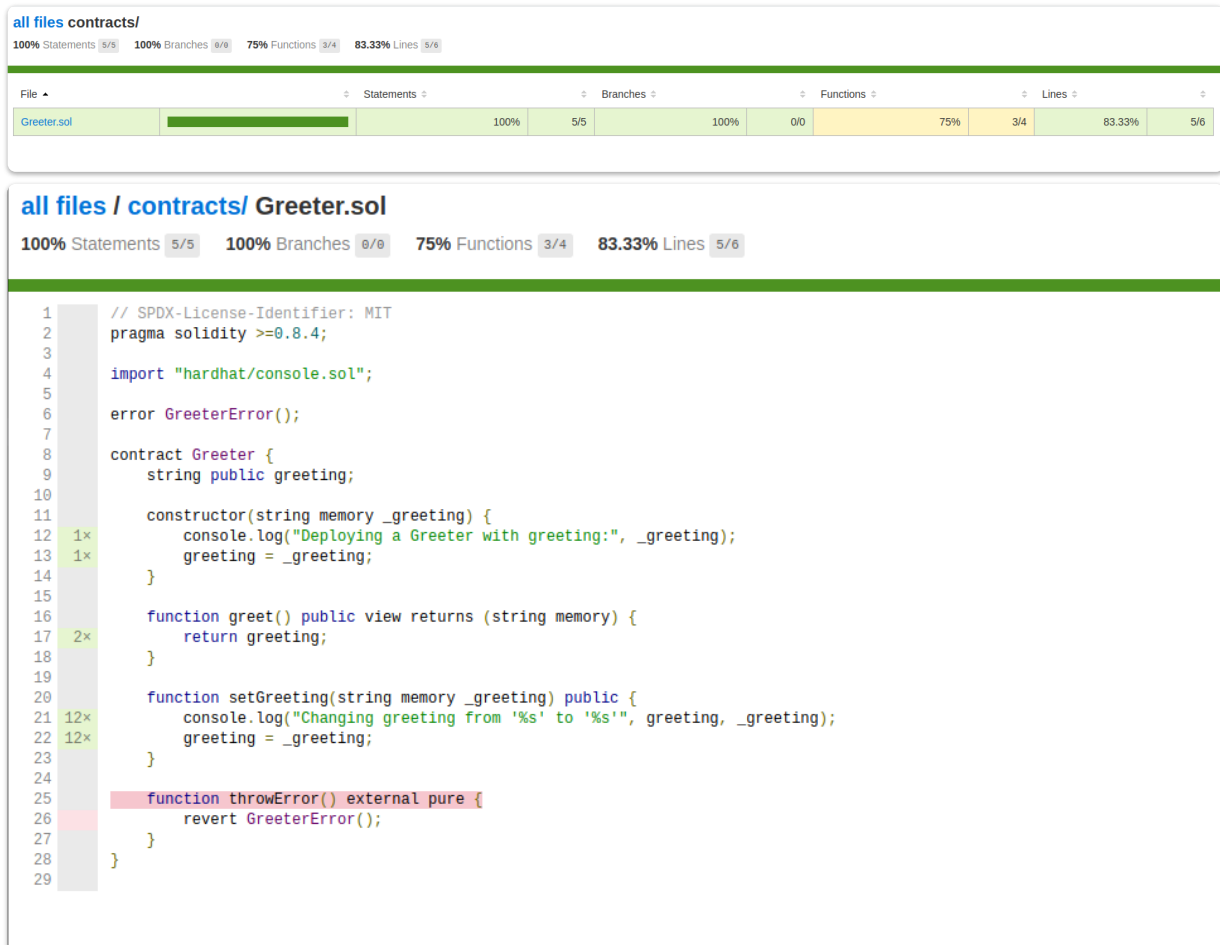 all files contracts/
100% Statements 5/5 100% Branches 0/0 75% Functions 3/4 83.33% Lines 5/6
File Statements Branches Functions Lines
Greeter.sol 100% 5/5 100% 0/0 75% 3/4 83.33% 5/6
all files / contracts/ Greeter.sol
100% Statements 5/5 100% Branches 0/0 75% Functions 3/4 83.33% Lines 5/6
1 // SPDX-License-Identifier: MIT
2 pragma solidity >=0.8.4;
3
4 import "hardhat/console.sol";
5
6 error GreeterError();
7
8 contract Greeter {
9 string public greeting;
10
11 constructor(string memory _greeting) {
12 1× console.log("Deploying a Greeter with greeting:", _greeting);
13 1× greeting = _greeting;
14 }
15
16 function greet() public view returns (string memory) {
17 2× return greeting;
18 }
19
20 function setGreeting(string memory _greeting) public {
21 12× console.log("Changing greeting from '%s' to '%s'", greeting, _greeting);
22 12× greeting = _greeting;
23 }
24
25 function throwError() external pure {
26 revert GreeterError();
27 }
28 }
29